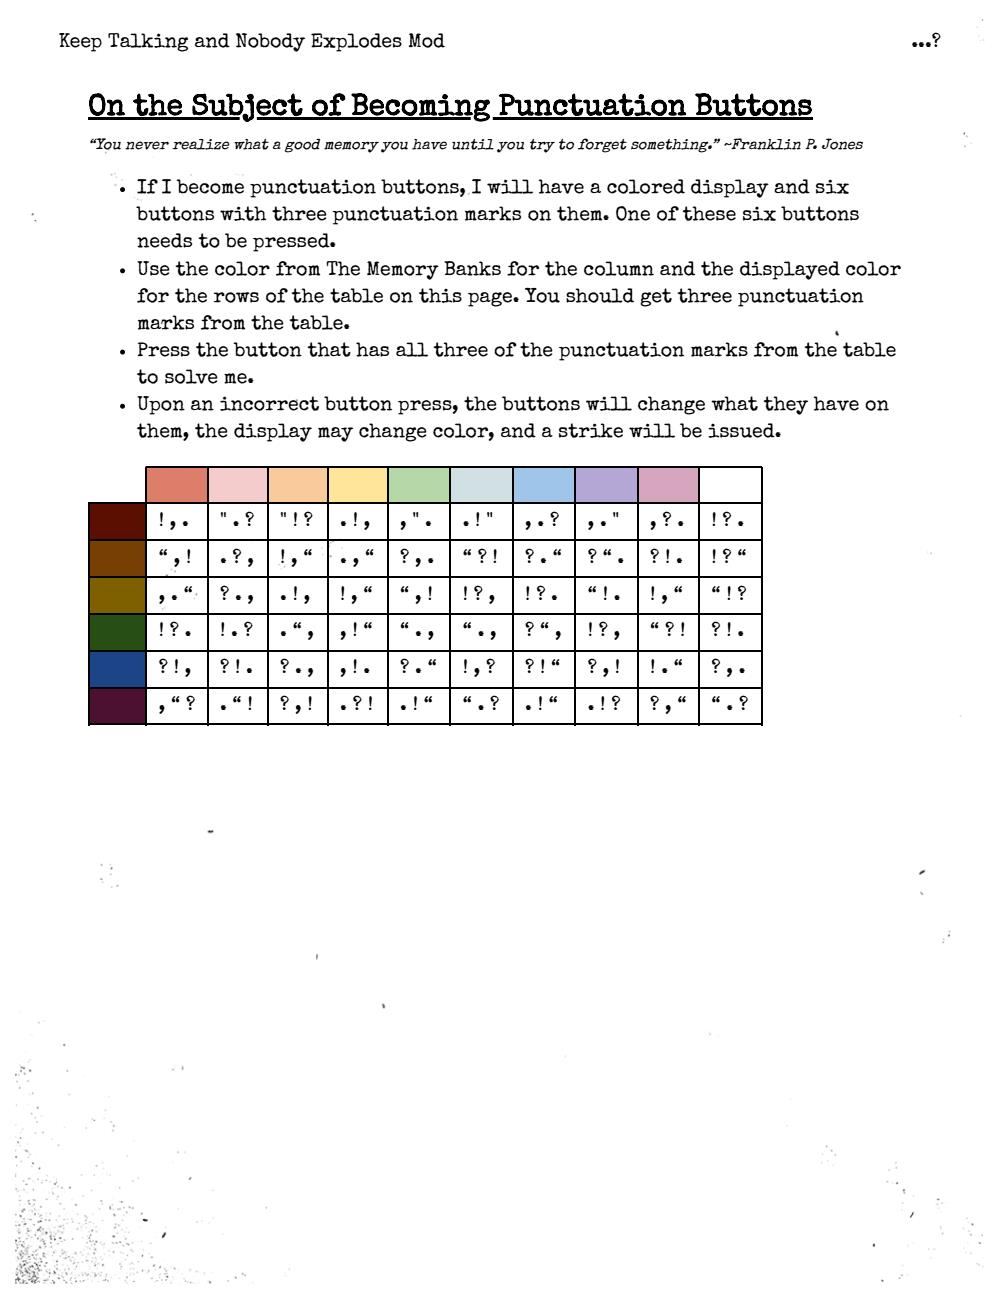 Keep Talking and Nobody Explodes Mod …?
On the Subject of Becoming Punctuation Buttons
“You never realize what a good memory you have until you try to forget something.” ~Franklin P. Jones
• If I become punctuation buttons, I will have a colored display and six
buttons with three punctuation marks on them. One of these six buttons
needs to be pressed.
• Use the color from The Memory Banks for the column and the displayed color
for the rows of the table on this page. You should get three punctuation
marks from the table.
• Press the button that has all three of the punctuation marks from the table
to solve me.
• Upon an incorrect button press, the buttons will change what they have on
them, the display may change color, and a strike will be issued.
!,. ".? "!? .!, ,". .!" ,.? ,." ,?. !?.
“,! .?, !,“ .,“ ?,. “?! ?.“ ?“. ?!. !?“
,.“ ?., .!, !,“ “,! !?, !?. “!. !,“ “!?
!?. !.? .“, ,!“ “., “., ?“, !?, “?! ?!.
?!, ?!. ?., ,!. ?.“ !,? ?!“ ?,! !.“ ?,.
,“? .“! ?,! .?! .!“ “.? .!“ .!? ?,“ “.?